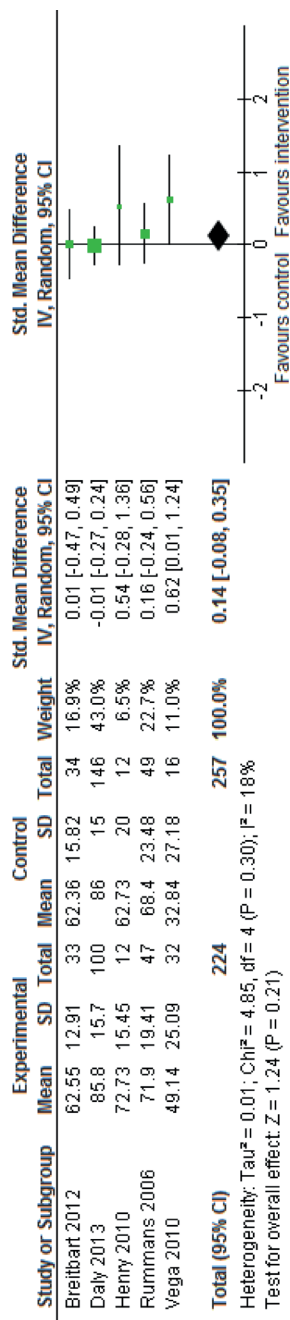 Experimental Control Std. Mean Difference Std. Mean Difference
Study or Subgroup Mean SD Total Mean SD Total Weight IV, Random, 95% CI IV, Random, 95% CI
Breitbart 2012 62.55 12.91 33 62.36 15.82 34 16.9% 0.01 [-0.47, 0.49]
Daly 2013 85.8 15.7 100 86 15 146 43.0% -0.01 [-0.27, 0.24]
Henry 2010 72.73 15.45 12 62.73 20 12 6.5% 0.54 [-0.28, 1.36]
Rummans 2006 71.9 19.41 47 68.4 23.48 49 22.7% 0.16 [-0.24, 0.56]
Vega 2010 49.14 25.09 32 32.84 27.18 16 11.0% 0.62 [0.01, 1.24]
Total (95% CI) 224 257 100.0% 0.14 [-0.08, 0.35]
Heterogeneity: Tau² = 0.01; Chi² = 4.85, df = 4 (P = 0.30); I² = 18%
Test for overall effect: Z = 1.24 (P = 0.21)
-2 -1 0 1 2
Favours control Favours intervention